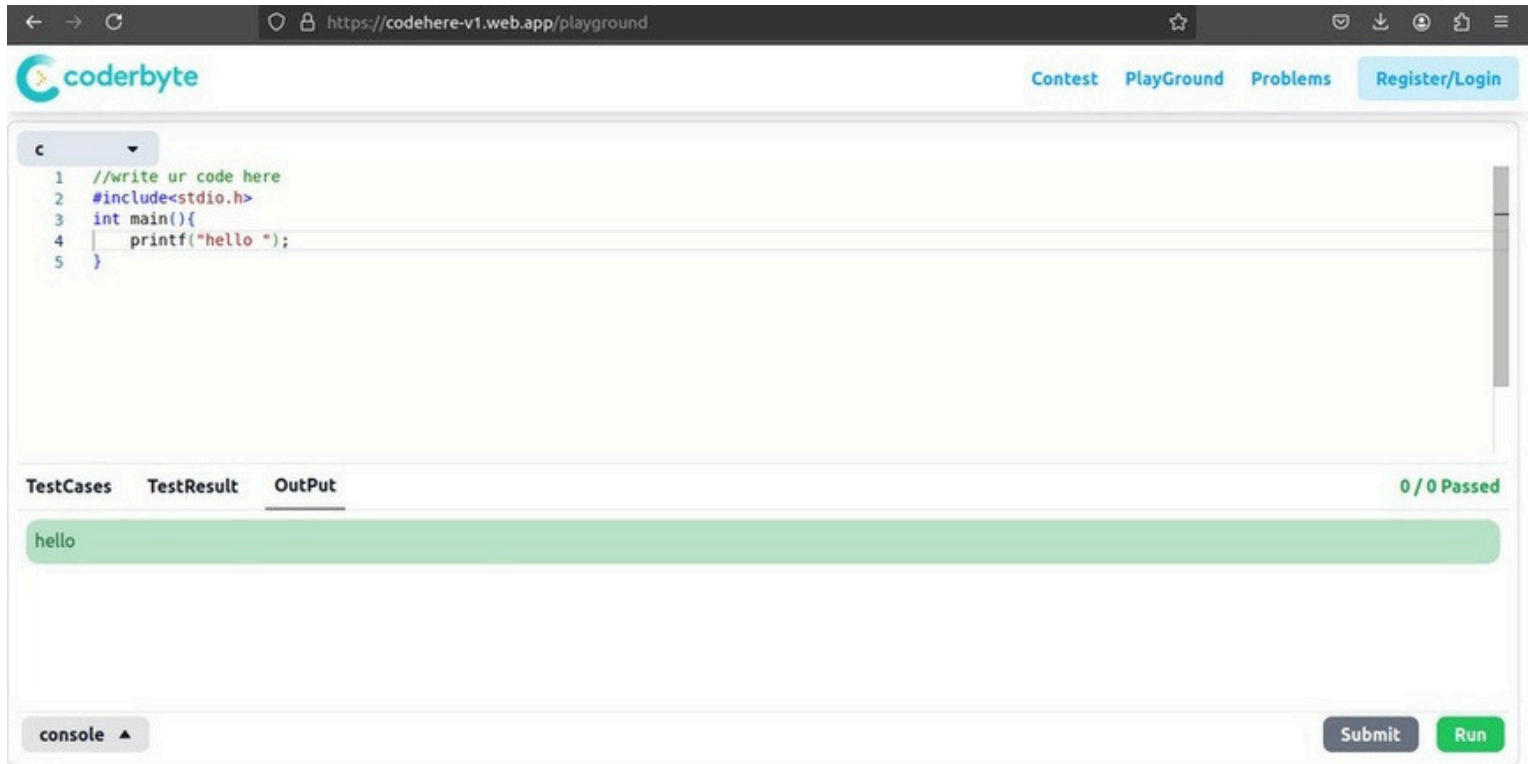 https://codehere-v1.web.app/playground
coderbyte
Contest PlayGround Problems Register/Login
c
1 //write ur code here
2 #include<stdio.h>
3 int main(){
4 printf("hello ");
5 }
TestCases TestResult OutPut 0 / 0 Passed
hello
console Submit Run